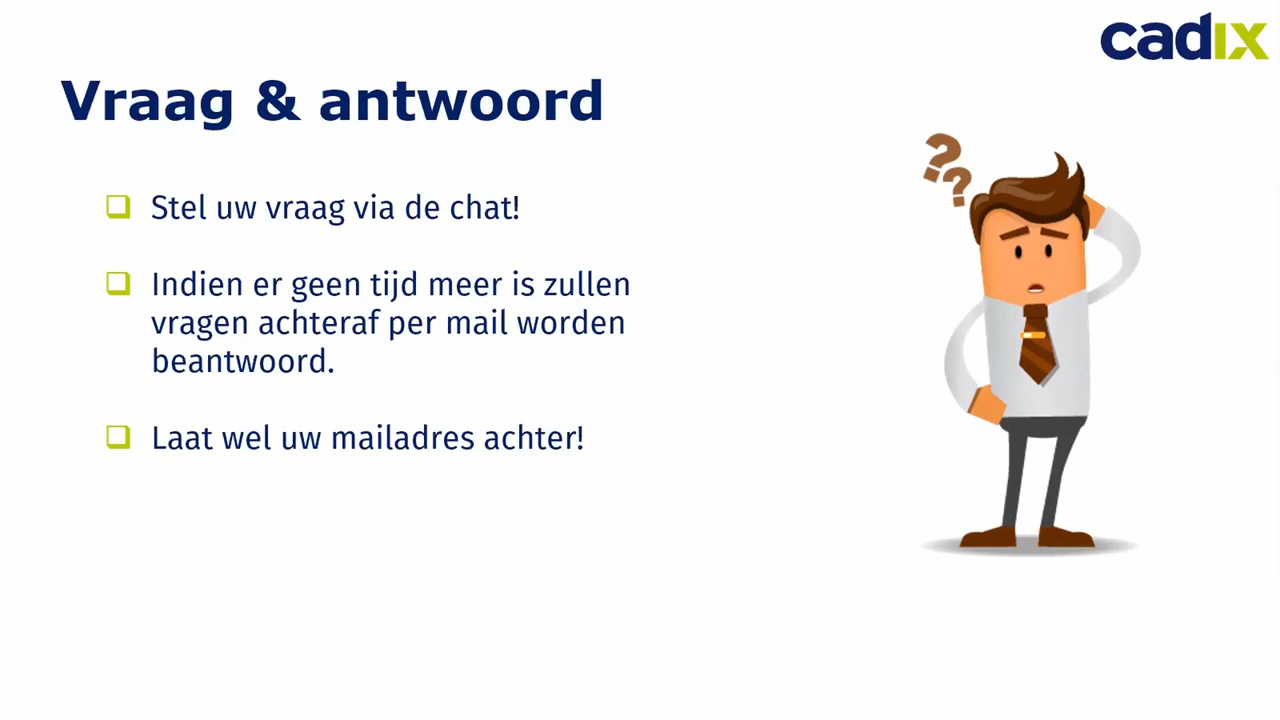 cadix
Vraag & antwoord
Stel uw vraag via de chat!
Indien er geen tijd meer is zullen
vragen achteraf per mail worden
beantwoord.
Laat wel uw mailadres achter!
??